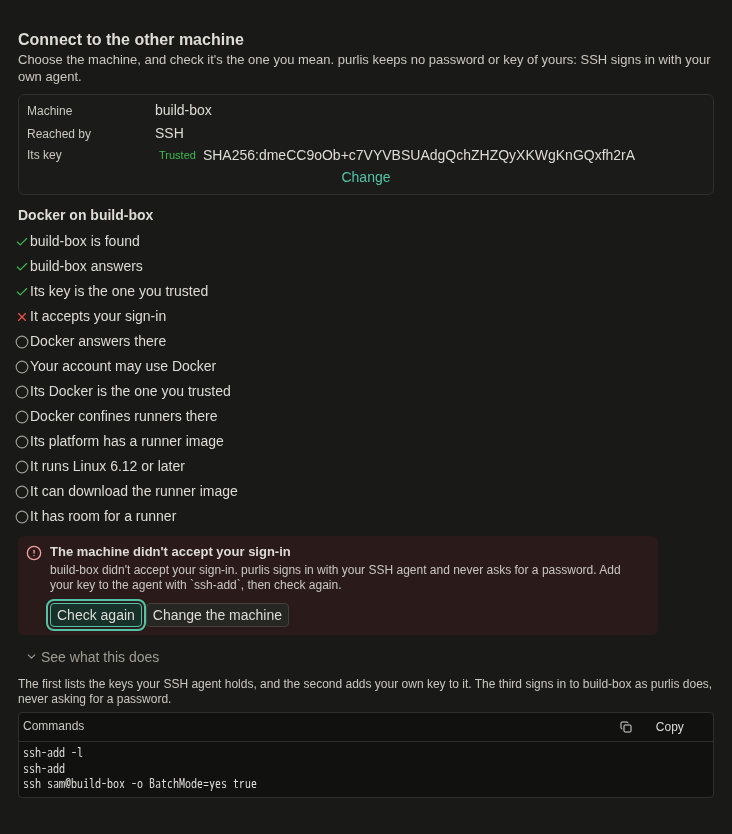 Connect to the other machine
Choose the machine, and check it's the one you mean. purlis keeps no password or key of yours: SSH signs in with your
own agent.
Machine build-box
Reached by SSH
Its key Trusted SHA256:dmeCC9oOb+c7VYVBSUAdgQchZHZQyXKWgKnGQxfh2rA
Change
Docker on build-box
build-box is found
build-box answers
Its key is the one you trusted
It accepts your sign-in
Docker answers there
Your account may use Docker
Its Docker is the one you trusted
Docker confines runners there
Its platform has a runner image
It runs Linux 6.12 or later
It can download the runner image
It has room for a runner
The machine didn't accept your sign-in
build-box didn't accept your sign-in. purlis signs in with your SSH agent and never asks for a password. Add
your key to the agent with `ssh-add`, then check again.
Check again Change the machine
See what this does
The first lists the keys your SSH agent holds, and the second adds your own key to it. The third signs in to build-box as purlis does,
never asking for a password.
Commands Copy
ssh-add -l
ssh-add
ssh sam@build-box -o BatchMode=yes true